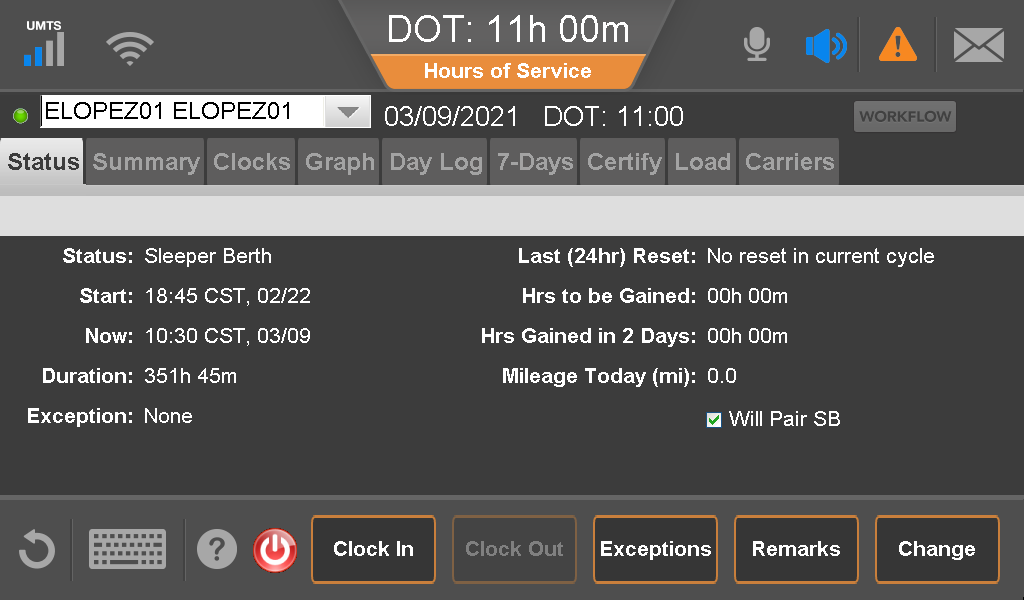 UMTS
DOT: 11h 00m
Hours of Service
ELOPEZ01 ELOPEZ01
03/09/2021 DOT: 11:00
WORKFLOW
Status Summary Clocks Graph Day Log 7-Days Certify Load Carriers
Status: Sleeper Berth
Start: 18:45 CST, 02/22
Now: 10:30 CST, 03/09
Duration: 351h 45m
Exception: None
Last (24hr) Reset: No reset in current cycle
Hrs to be Gained: 00h 00m
Hrs Gained in 2 Days: 00h 00m
Mileage Today (mi): 0.0
Will Pair SB
?
Clock In
Clock Out
Exceptions
Remarks
Change